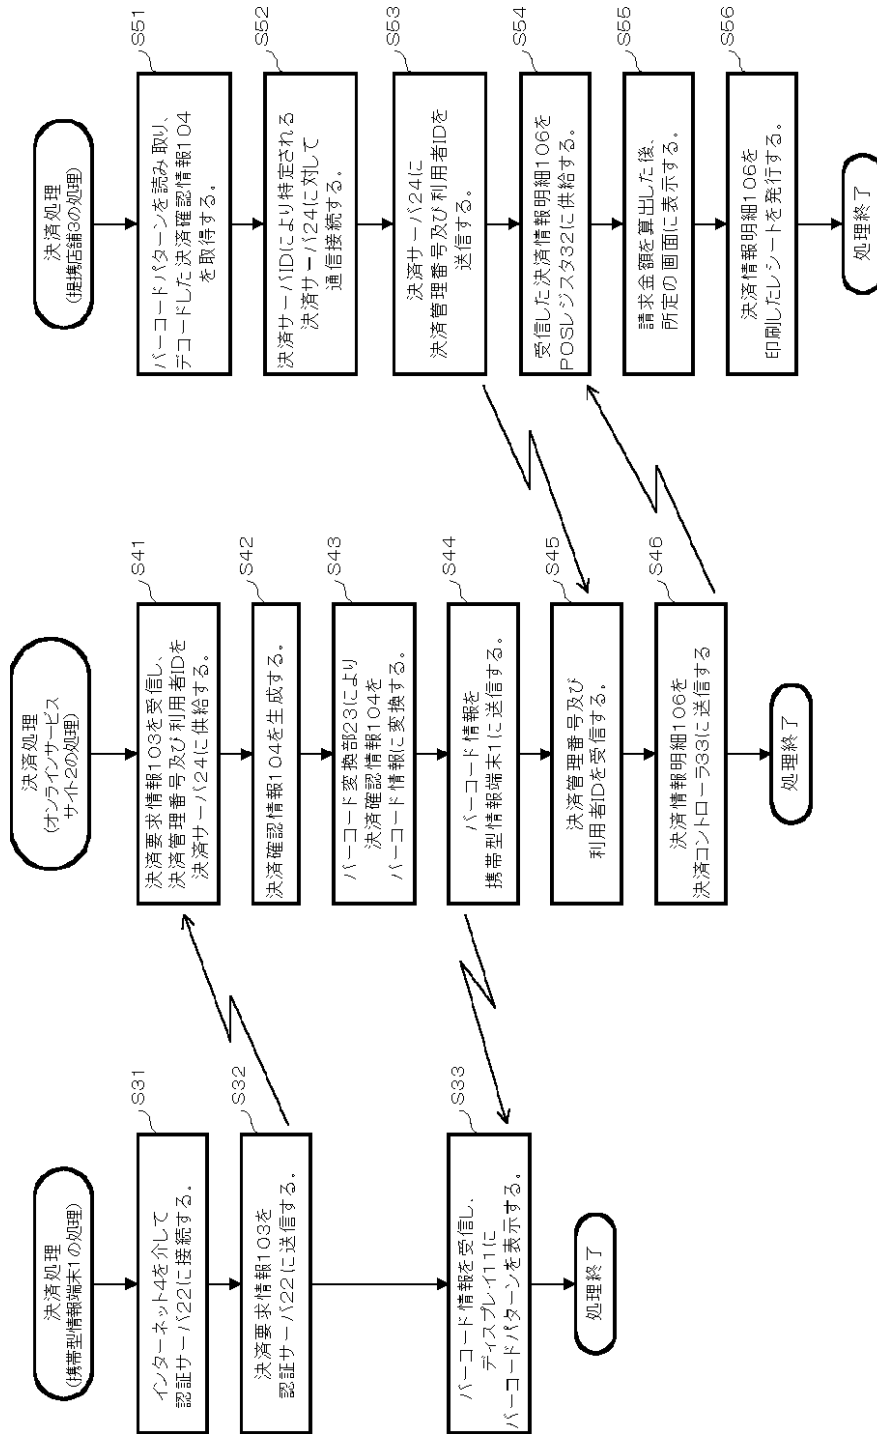 決済処理
(携帯型情報端末1の処理)
S31
インターネット4を介して
認証サーバ22に接続する。
S32
決済要求情報103を
認証サーバ22に送信する。
S33
バーコード情報を受信し、
ディスプレイ11に
バーコードパターンを表示する。
処理終了
決済処理
(オンラインサービス
サイト2の処理)
S41
決済要求情報103を受信し、
決済管理番号及び利用者IDを
決済サーバ24に供給する。
S42
決済確認情報104を生成する。
S43
バーコード変換部23により
決済確認情報104を
バーコード情報に変換する。
S44
バーコード情報を
携帯型情報端末1に送信する。
S45
決済管理番号及び
利用者IDを受信する。
S46
決済情報明細106を
決済コントローラ33に送信する
処理終了
決済処理
(提携店舗3の処理)
S51
バーコードパターンを読み取り、
デコードした決済確認情報104
を取得する。
S52
決済サーバIDにより特定される
決済サーバ24に対して
通信接続する。
S53
決済サーバ24に
決済管理番号及び利用者IDを
送信する。
S54
受信した決済情報明細106を
POSレジスタ32に供給する。
S55
請求金額を算出した後、
所定の画面に表示する。
S56
決済情報明細106を
印刷したレシートを発行する。
処理終了